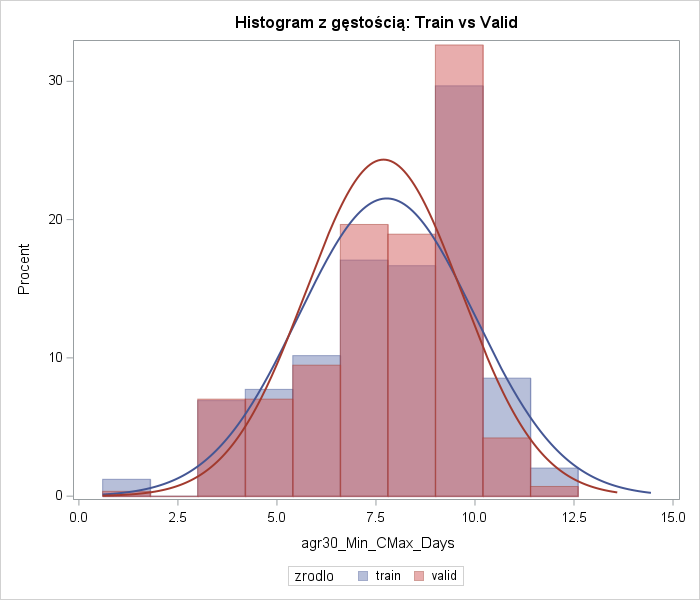 Histogram z gęstością: Train vs Valid
30
20
10
0
Procent
0.0 2.5 5.0 7.5 10.0 12.5 15.0
agr30_Min_CMax_Days
zrodlo train valid